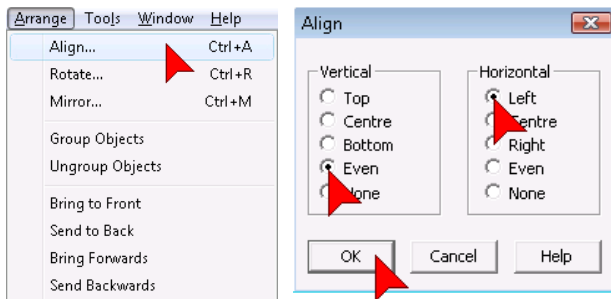 Arrange Tools Window Help
Align... Ctrl+A
Rotate... Ctrl+R
Mirror... Ctrl+M
Group Objects
Ungroup Objects
Bring to Front
Send to Back
Bring Forwards
Send Backwards
Align
Vertical
Top
Centre
Bottom
Even
None
Horizontal
Left
Centre
Right
Even
None
OK Cancel Help